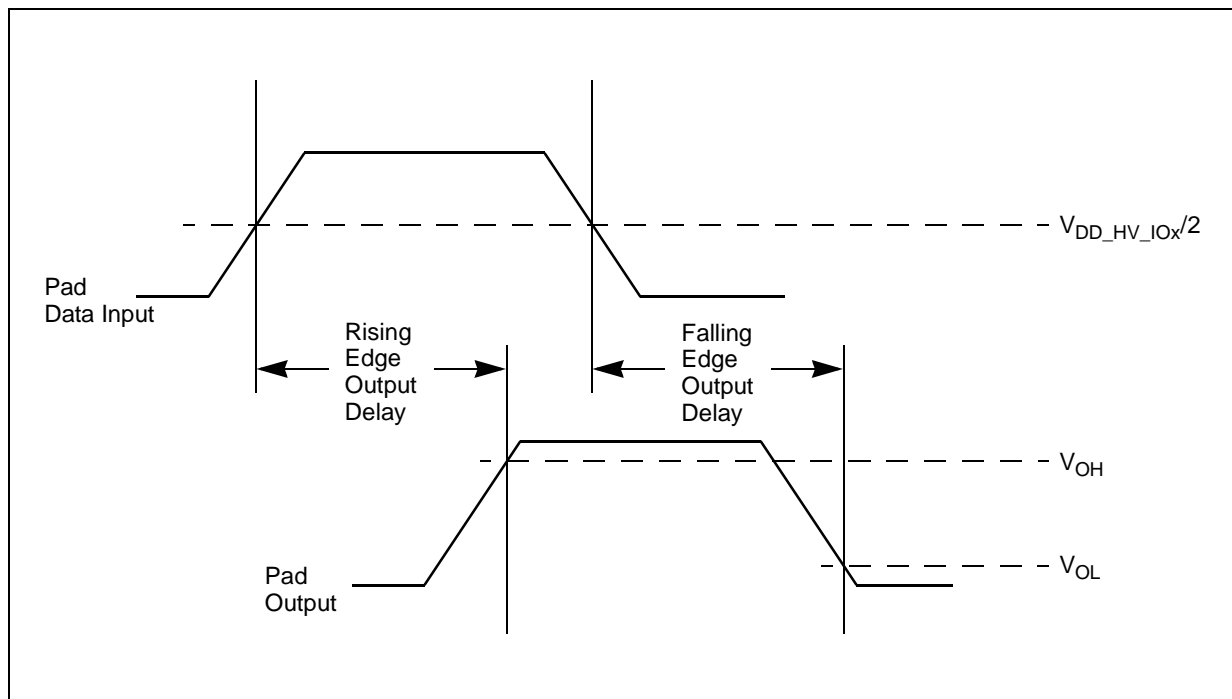 V_DD_HV_IOx/2
Pad
Data Input
Rising
Edge
Output
Delay
Falling
Edge
Output
Delay
V_OH
V_OL
Pad
Output